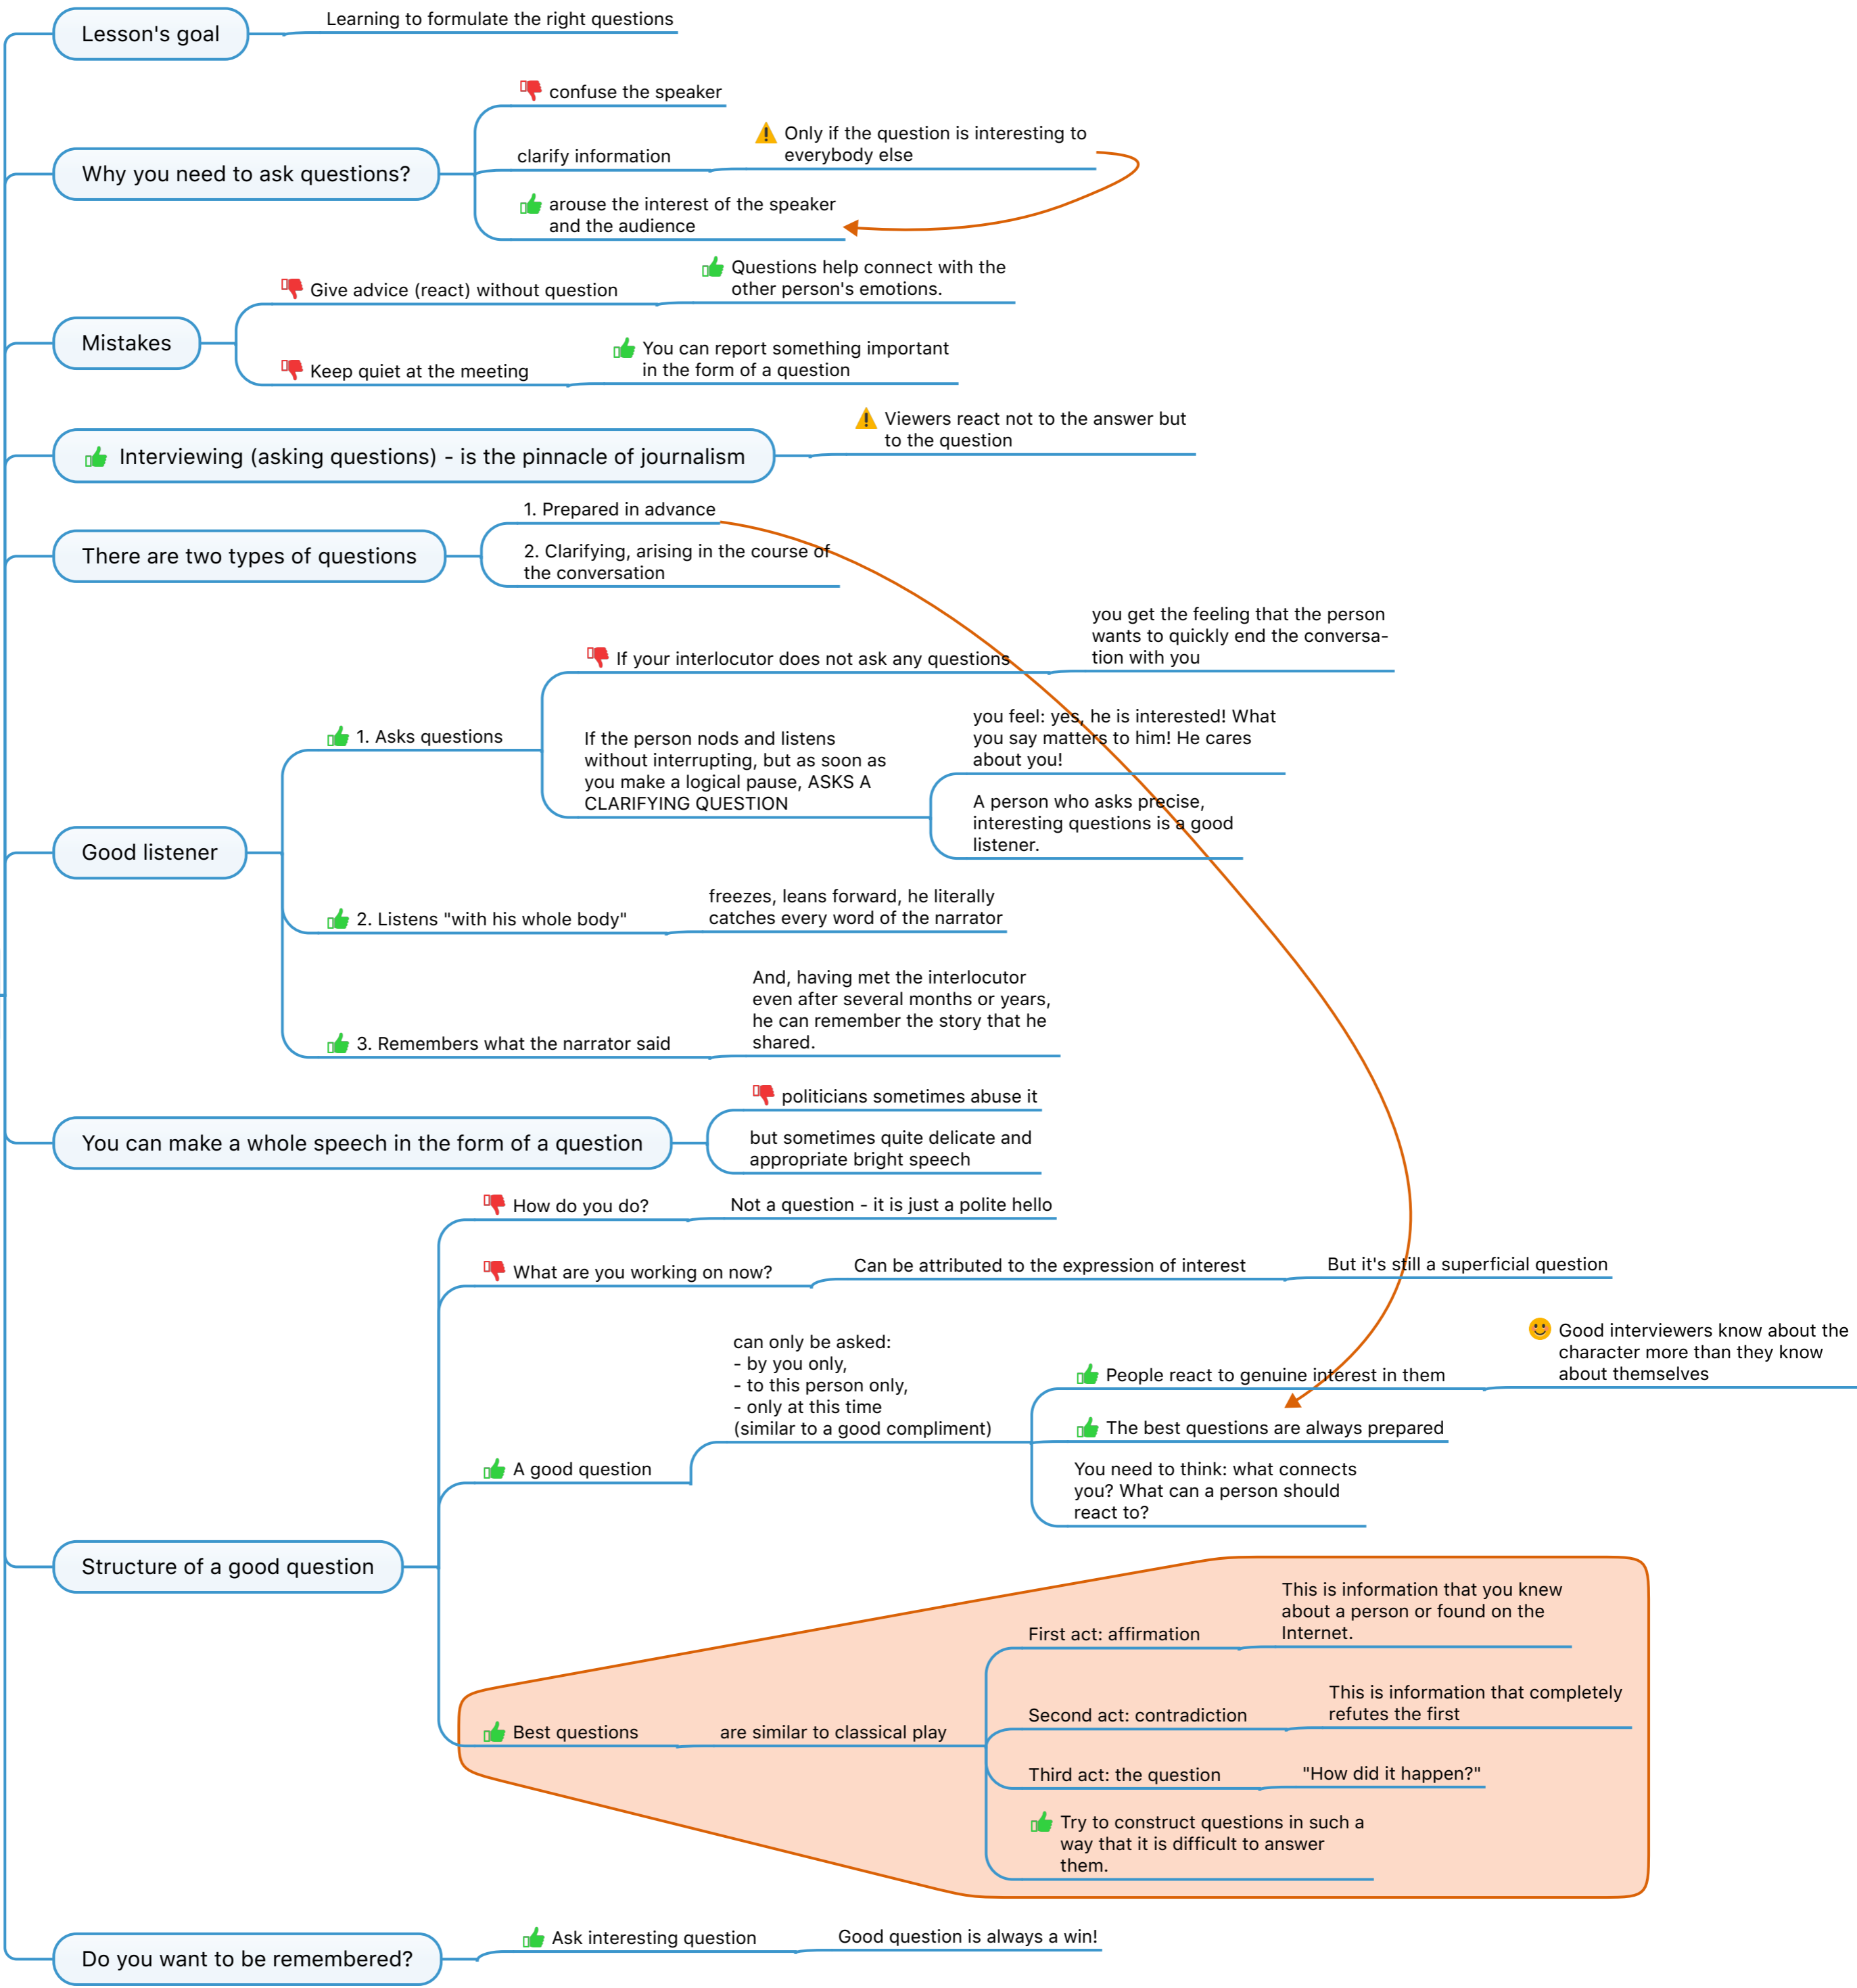 Lesson's goal
Learning to formulate the right questions
Why you need to ask questions?
confuse the speaker
clarify information
Only if the question is interesting to
everybody else
arouse the interest of the speaker
and the audience
Mistakes
Give advice (react) without question
Questions help connect with the
other person's emotions.
Keep quiet at the meeting
You can report something important
in the form of a question
Interviewing (asking questions) - is the pinnacle of journalism
Viewers react not to the answer but
to the question
There are two types of questions
1. Prepared in advance
2. Clarifying, arising in the course of
the conversation
Good listener
1. Asks questions
If your interlocutor does not ask any questions
you get the feeling that the person
wants to quickly end the conversa-
tion with you
If the person nods and listens
without interrupting, but as soon as
you make a logical pause, ASKS A
CLARIFYING QUESTION
you feel: yes, he is interested! What
you say matters to him! He cares
about you!
A person who asks precise,
interesting questions is a good
listener.
2. Listens "with his whole body"
freezes, leans forward, he literally
catches every word of the narrator
3. Remembers what the narrator said
And, having met the interlocutor
even after several months or years,
he can remember the story that he
shared.
You can make a whole speech in the form of a question
politicians sometimes abuse it
but sometimes quite delicate and
appropriate bright speech
Structure of a good question
How do you do?
Not a question - it is just a polite hello
What are you working on now?
Can be attributed to the expression of interest
But it's still a superficial question
A good question
can only be asked:
- by you only,
- to this person only,
- only at this time
(similar to a good compliment)
People react to genuine interest in them
Good interviewers know about the
character more than they know
about themselves
The best questions are always prepared
You need to think: what connects
you? What can a person should
react to?
Best questions
are similar to classical play
First act: affirmation
This is information that you knew
about a person or found on the
Internet.
Second act: contradiction
This is information that completely
refutes the first
Third act: the question
"How did it happen?"
Try to construct questions in such a
way that it is difficult to answer
them.
Do you want to be remembered?
Ask interesting question
Good question is always a win!